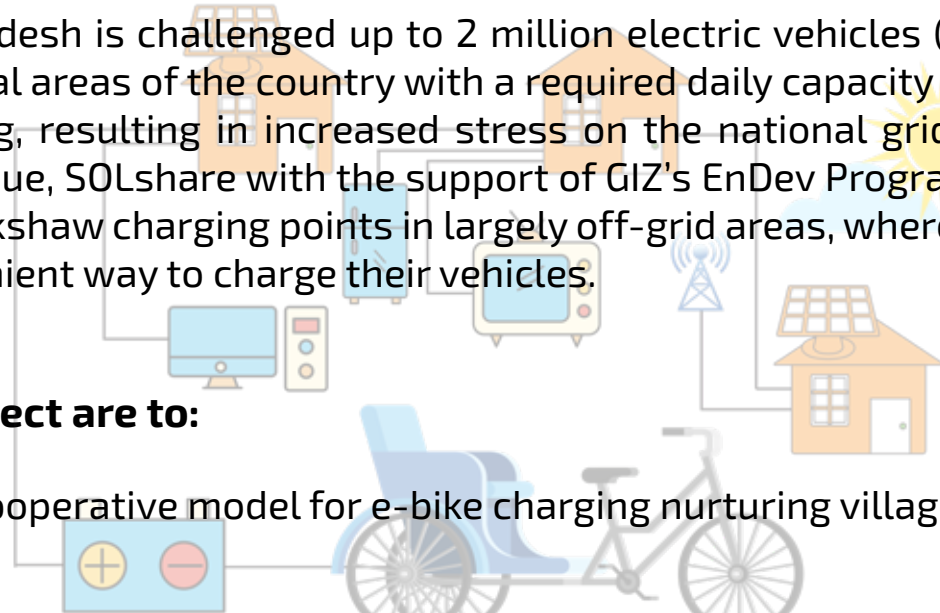 desh is challenged up to 2 million electric vehicles (
al areas of the country with a required daily capacity
g, resulting in increased stress on the national grid
ue, SOLshare with the support of GIZ’s EnDev Progra
kshaw charging points in largely off-grid areas, where
nient way to charge their vehicles.
ect are to:
ooperative model for e-bike charging nurturing villag